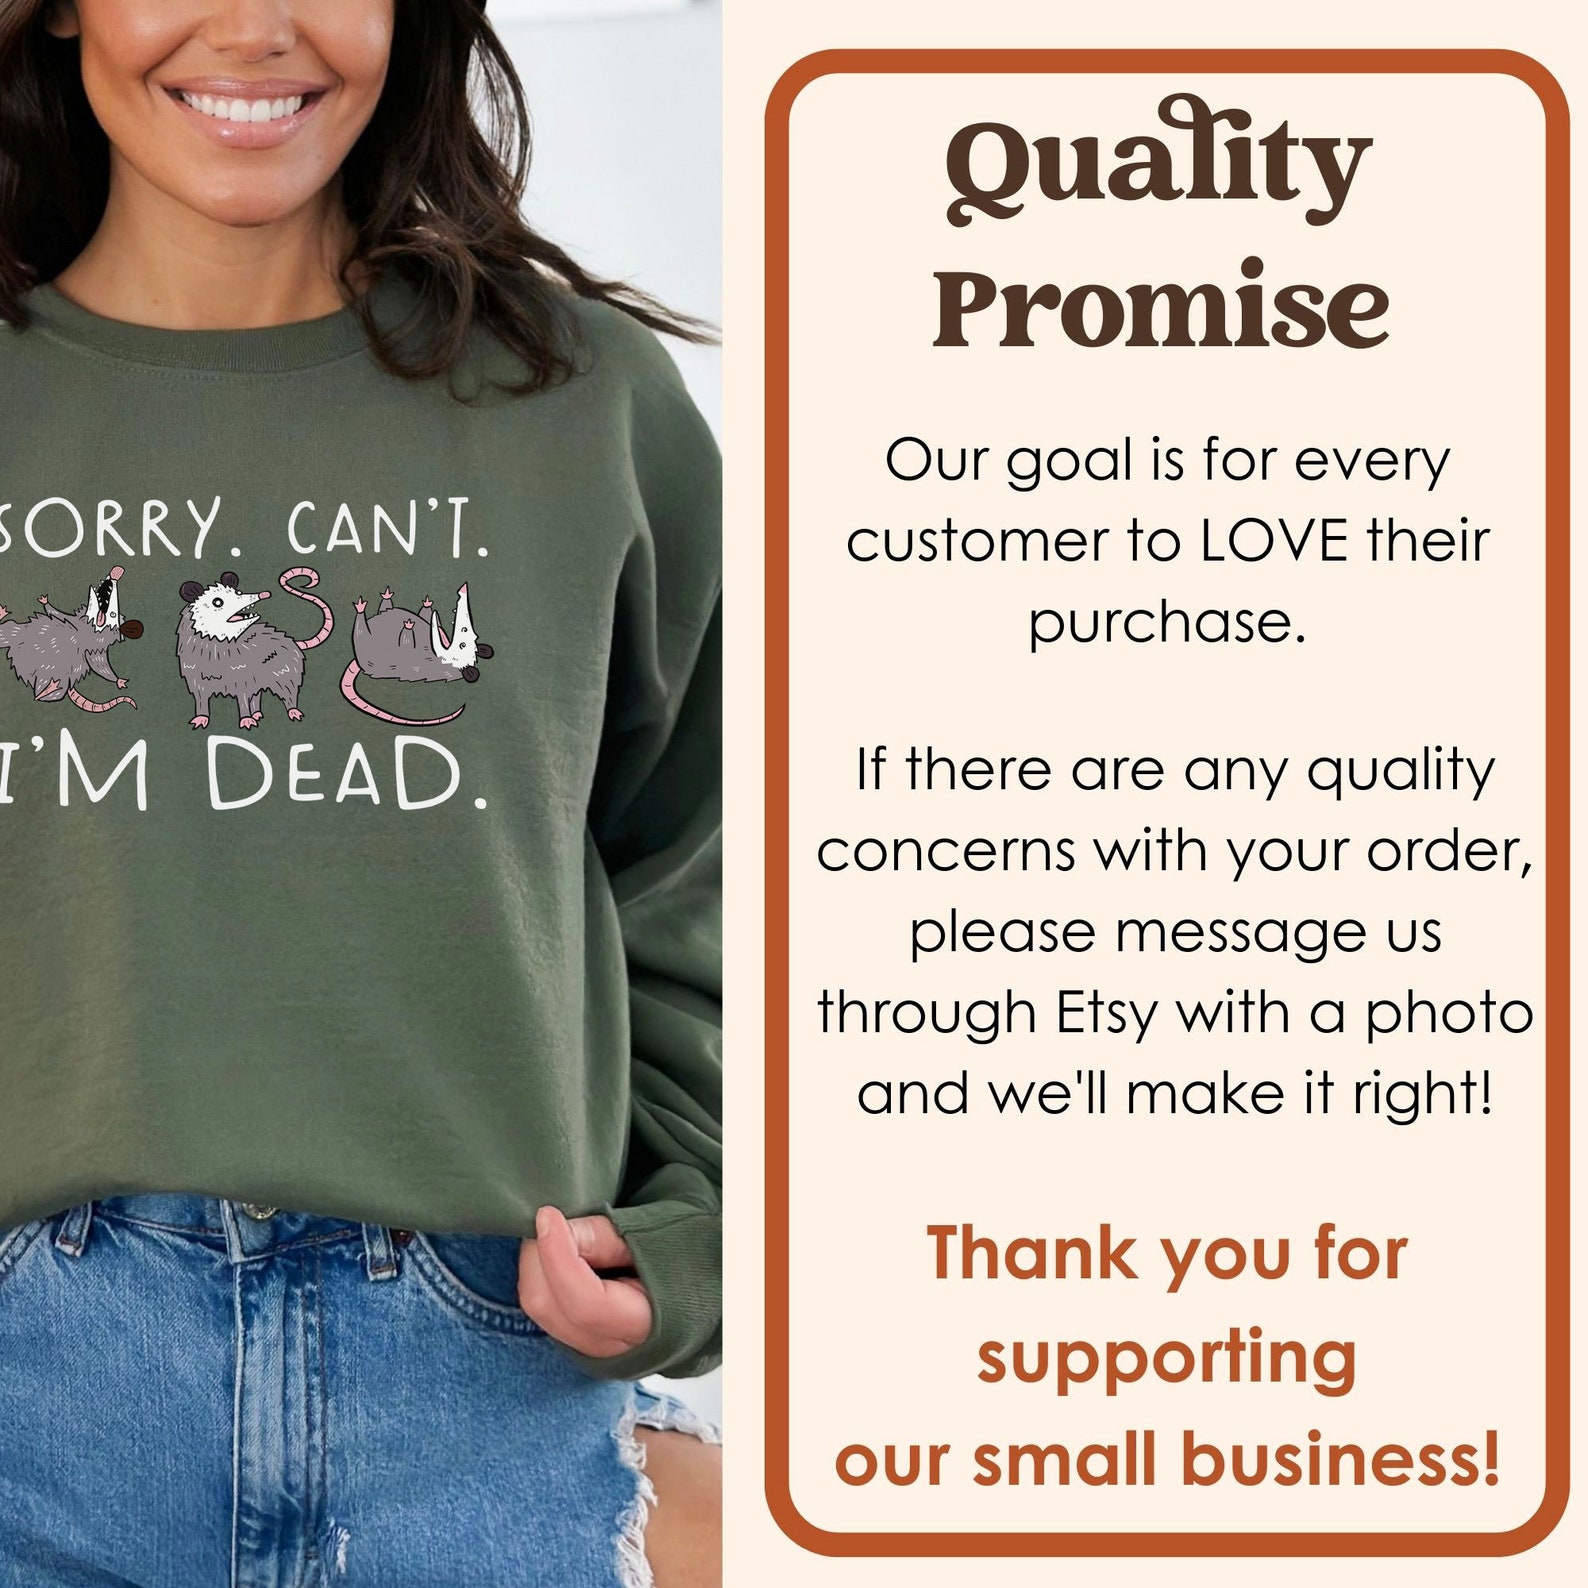 SORRY. CAN'T.
I'M DEAD.
Quality
Promise
Our goal is for every
customer to LOVE their
purchase.
If there are any quality
concerns with your order,
please message us
through Etsy with a photo
and we'll make it right!
Thank you for
supporting
our small business!